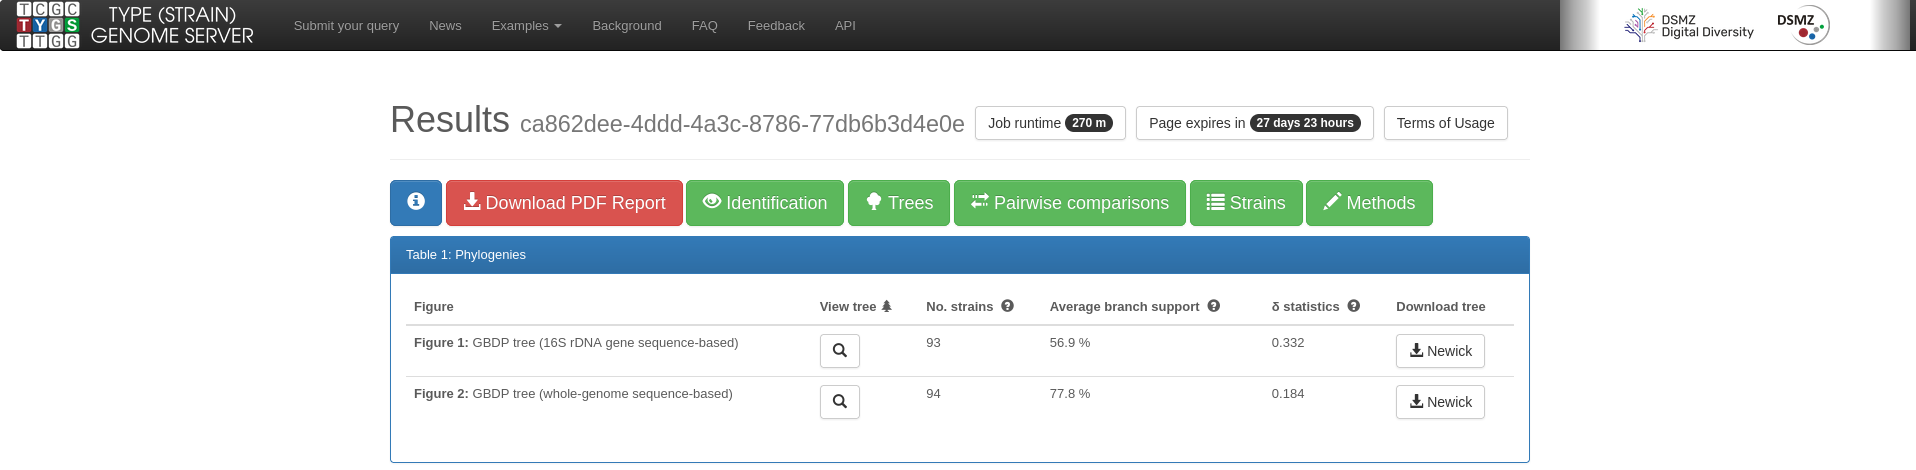 TCGC
TYGS
TTGG
TYPE (STRAIN)
GENOME SERVER
Submit your query News Examples Background FAQ Feedback API
DSMZ
Digital Diversity
DSMZ
Results ca862dee-4ddd-4a3c-8786-77db6b3d4e0e Job runtime 270 m Page expires in 27 days 23 hours Terms of Usage
Download PDF Report Identification Trees Pairwise comparisons Strains Methods
Table 1: Phylogenies
Figure View tree No. strains Average branch support δ statistics Download tree
Figure 1: GBDP tree (16S rDNA gene sequence-based) 93 56.9 % 0.332 Newick
Figure 2: GBDP tree (whole-genome sequence-based) 94 77.8 % 0.184 Newick